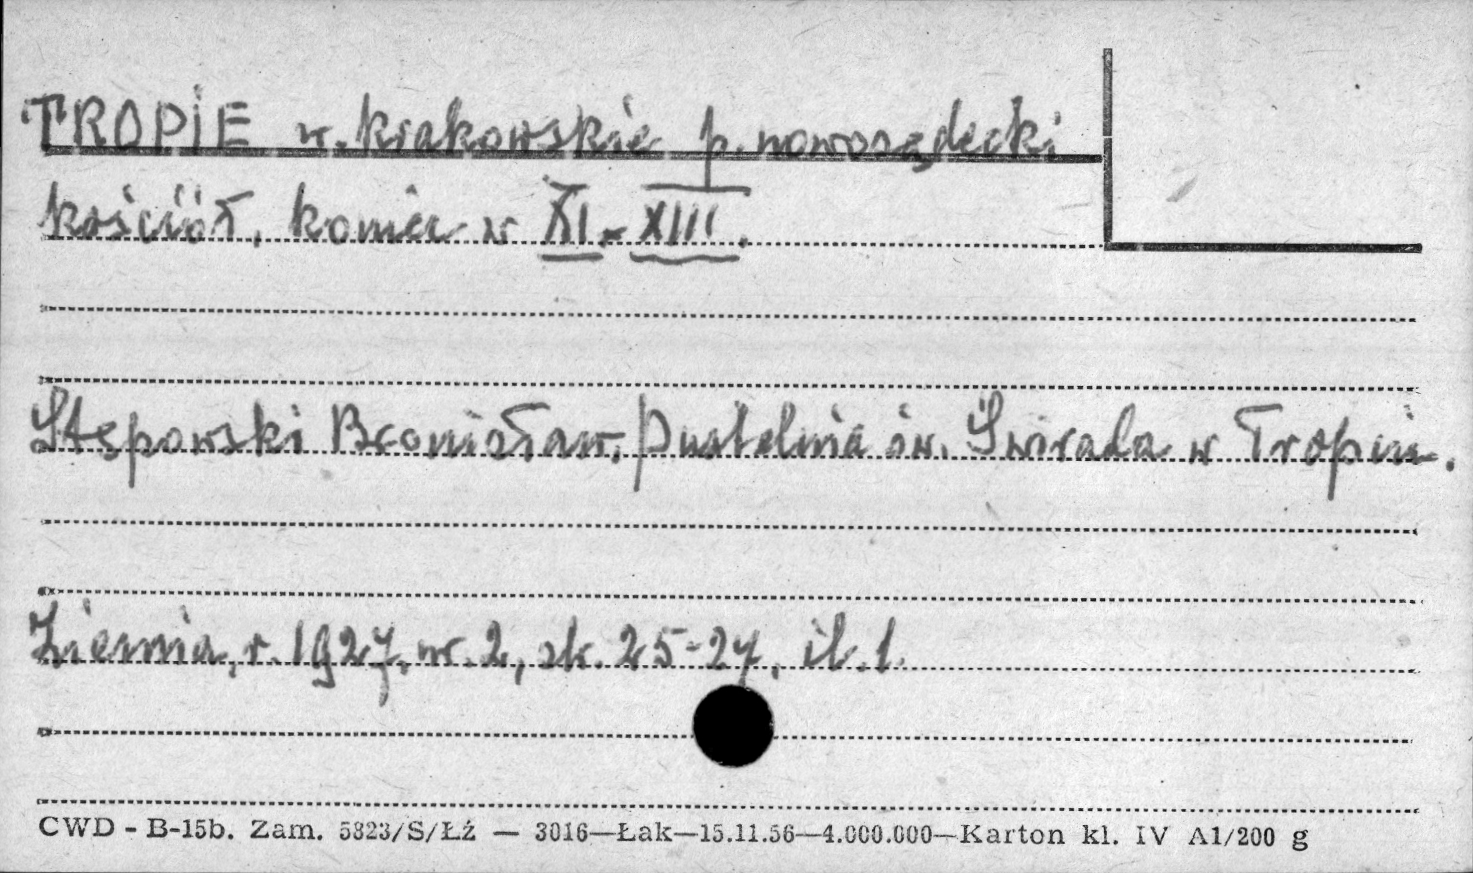 TROPIE w. krakowskie p. nowosądecki
kościół, koniec w XI - XIII.
Stępowski Bronisław. Pustelnia św. Świrada w Tropiu.
Ziemia, r. 1927, nr. 2, str. 25-27, il. 1.
CWD - B-15b. Zam. 5823/S/Łż — 3016—Łak—15.11.56—4.000.000—Karton kl. IV A1/200 g